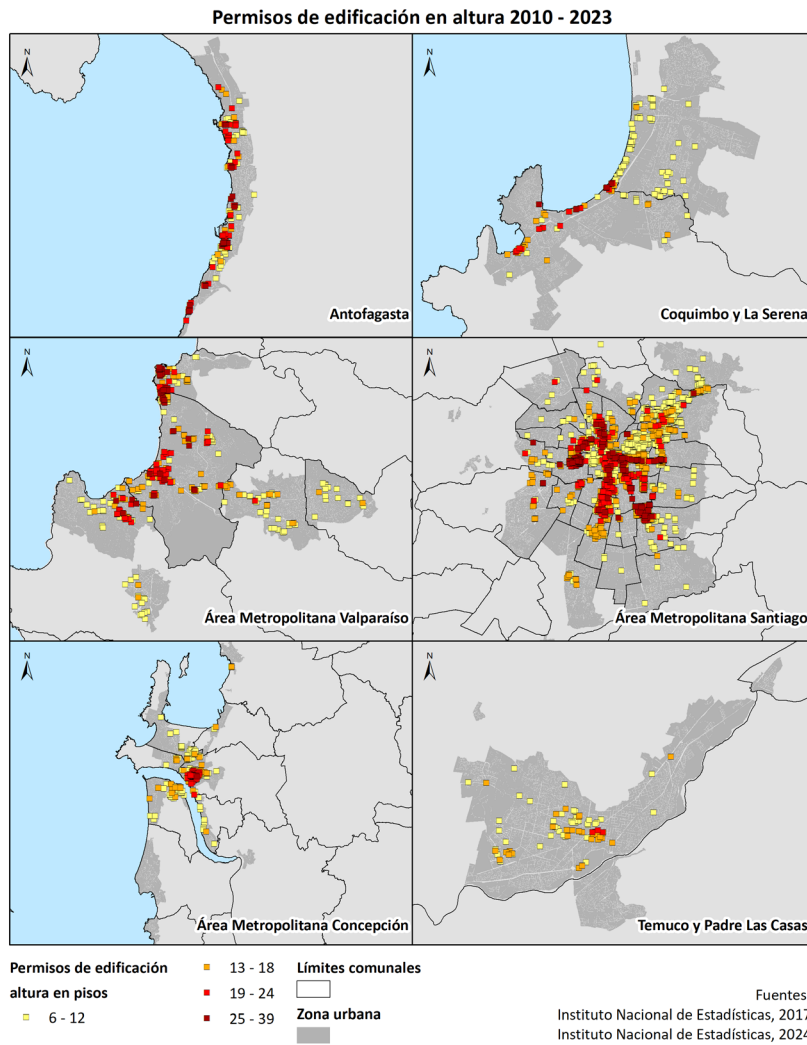 Permisos de edificación en altura 2010 - 2023
N
Antofagasta
N
Coquimbo y La Serena
N
Área Metropolitana Valparaíso
N
Área Metropolitana Santiago
N
Área Metropolitana Concepción
N
Temuco y Padre Las Casas
Permisos de edificación
altura en pisos
6 - 12
13 - 18
19 - 24
25 - 39
Límites comunales
Zona urbana
Fuentes
Instituto Nacional de Estadísticas, 2017
Instituto Nacional de Estadísticas, 2024